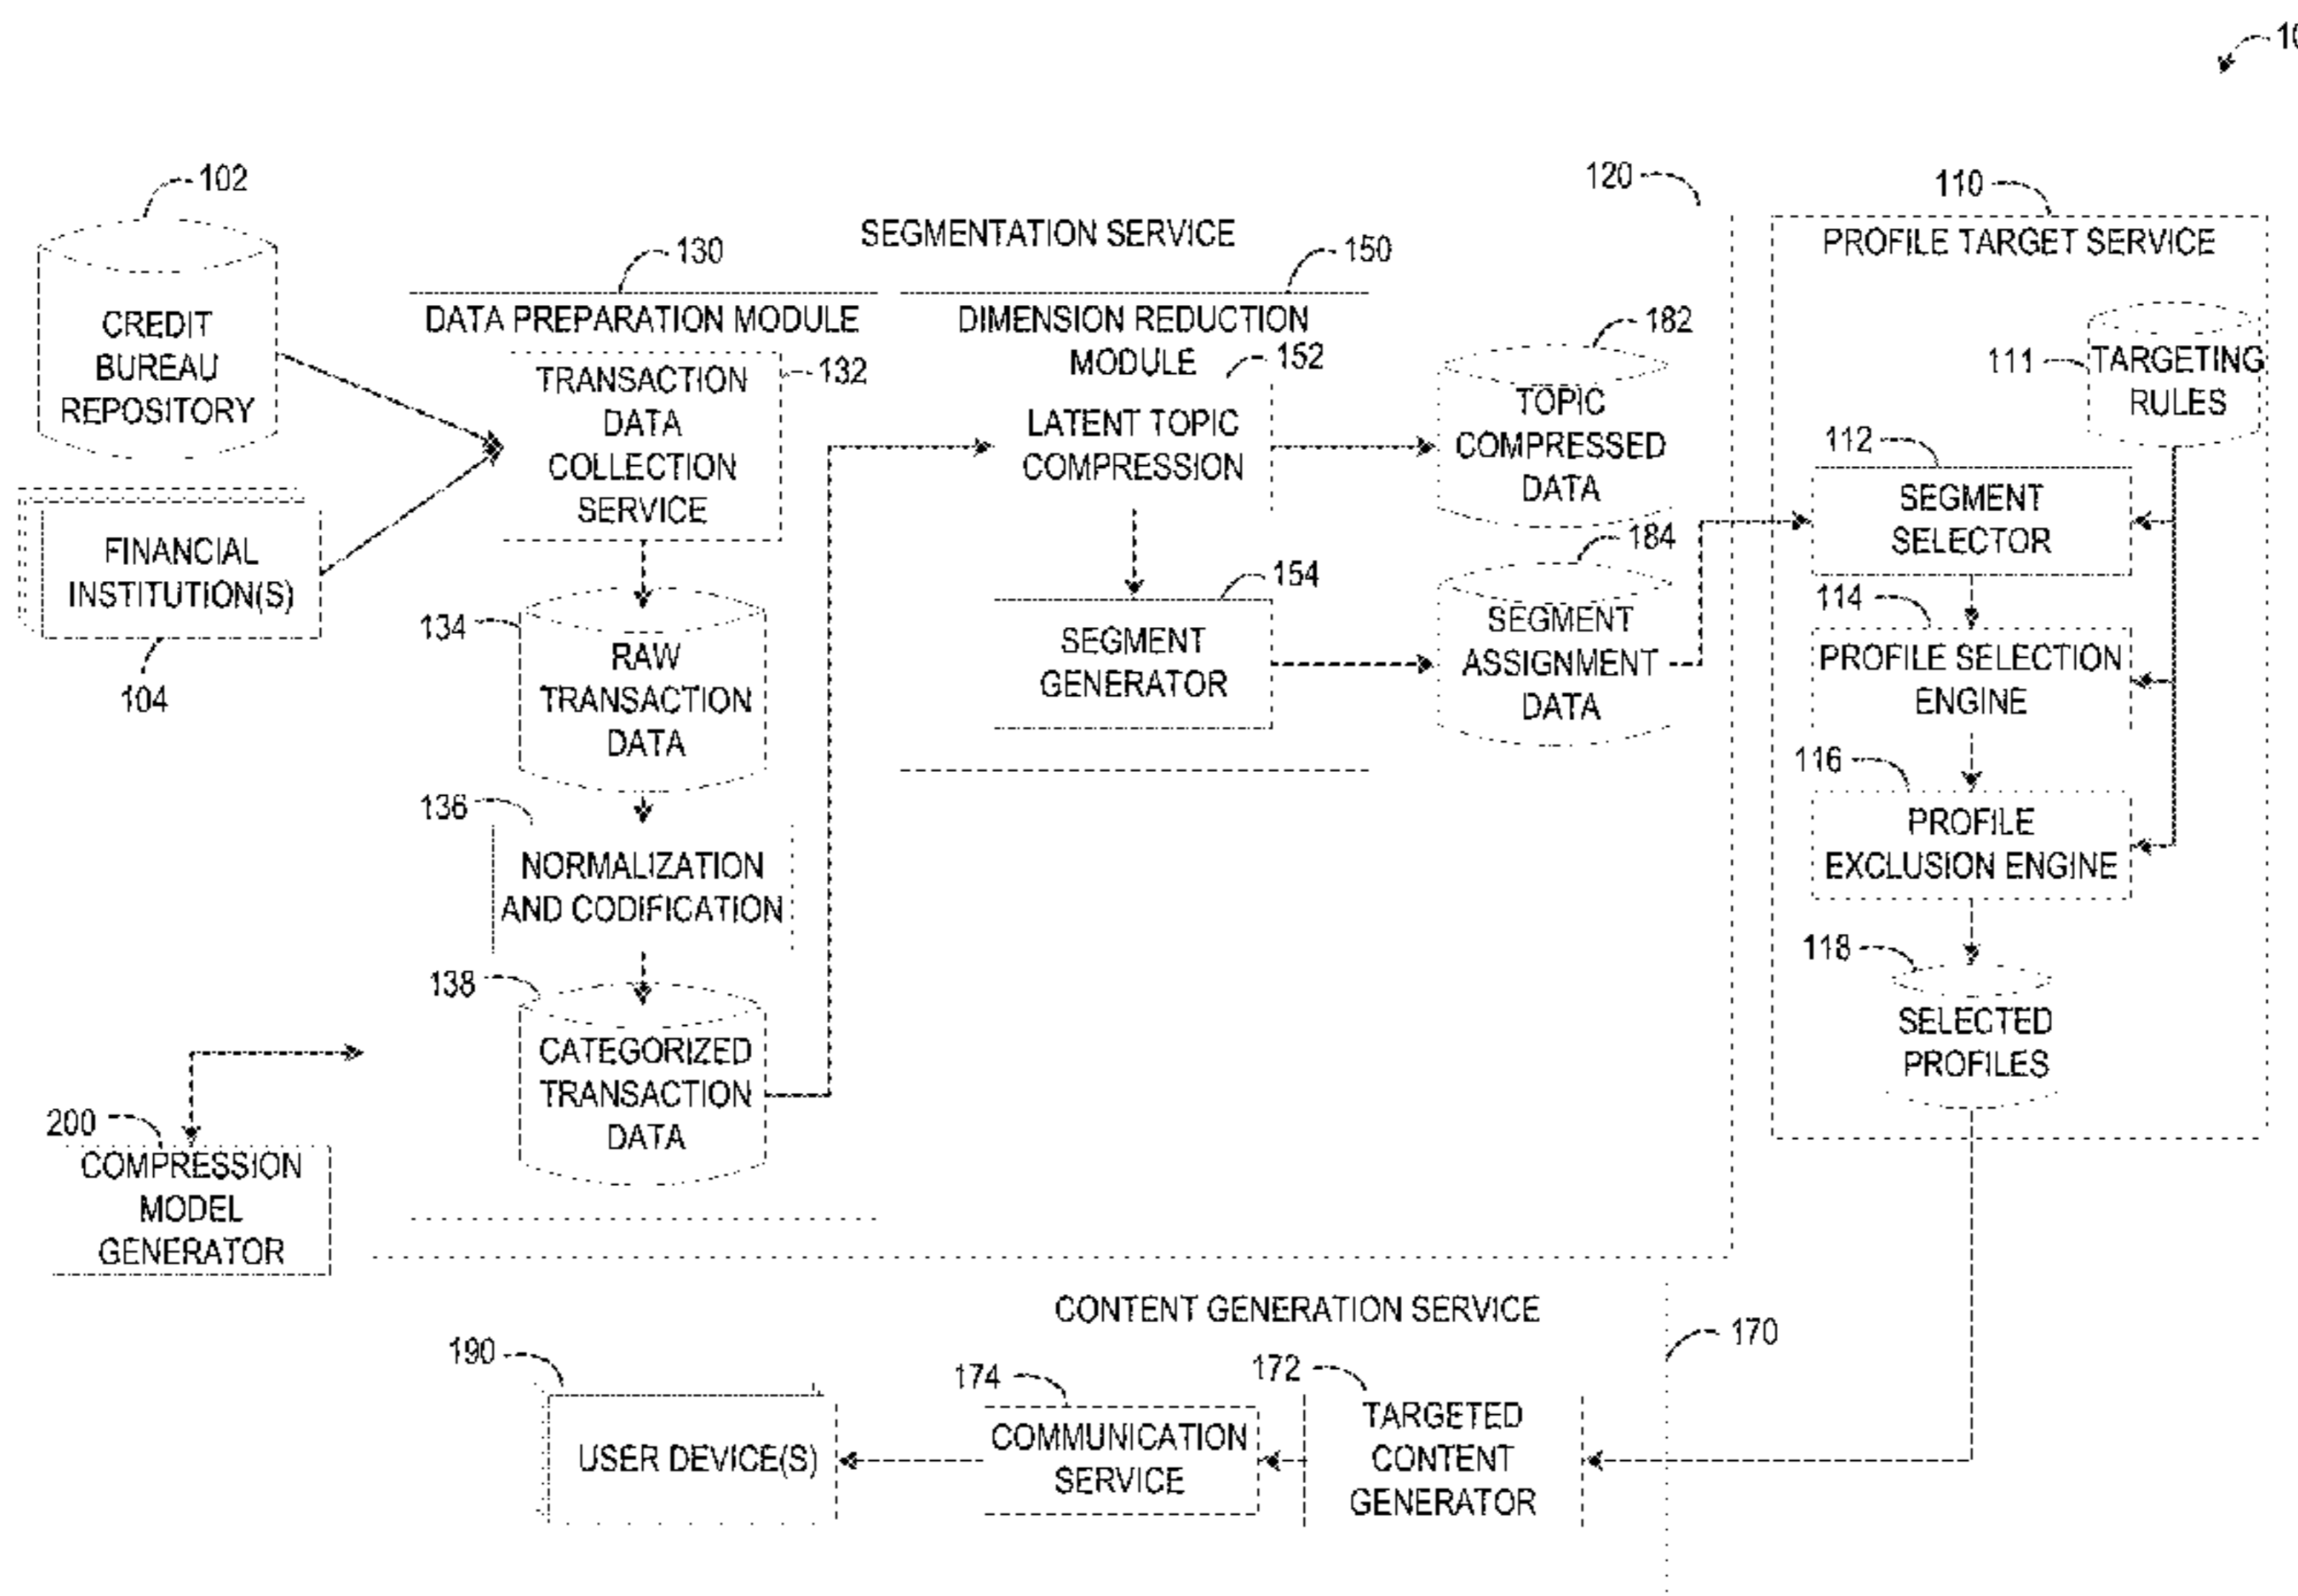 102
CREDIT
BUREAU
REPOSITORY
FINANCIAL
INSTITUTION(S)
104
SEGMENTATION SERVICE
120
130
DATA PREPARATION MODULE
TRANSACTION
DATA
COLLECTION
SERVICE
132
134
RAW
TRANSACTION
DATA
136
NORMALIZATION
AND CODIFICATION
138
CATEGORIZED
TRANSACTION
DATA
150
DIMENSION REDUCTION
MODULE
152
LATENT TOPIC
COMPRESSION
154
SEGMENT
GENERATOR
182
TOPIC
COMPRESSED
DATA
184
SEGMENT
ASSIGNMENT
DATA
110
PROFILE TARGET SERVICE
111
TARGETING
RULES
112
SEGMENT
SELECTOR
114
PROFILE SELECTION
ENGINE
116
PROFILE
EXCLUSION ENGINE
118
SELECTED
PROFILES
200
COMPRESSION
MODEL
GENERATOR
CONTENT GENERATION SERVICE
170
190
USER DEVICE(S)
174
COMMUNICATION
SERVICE
172
TARGETED
CONTENT
GENERATOR